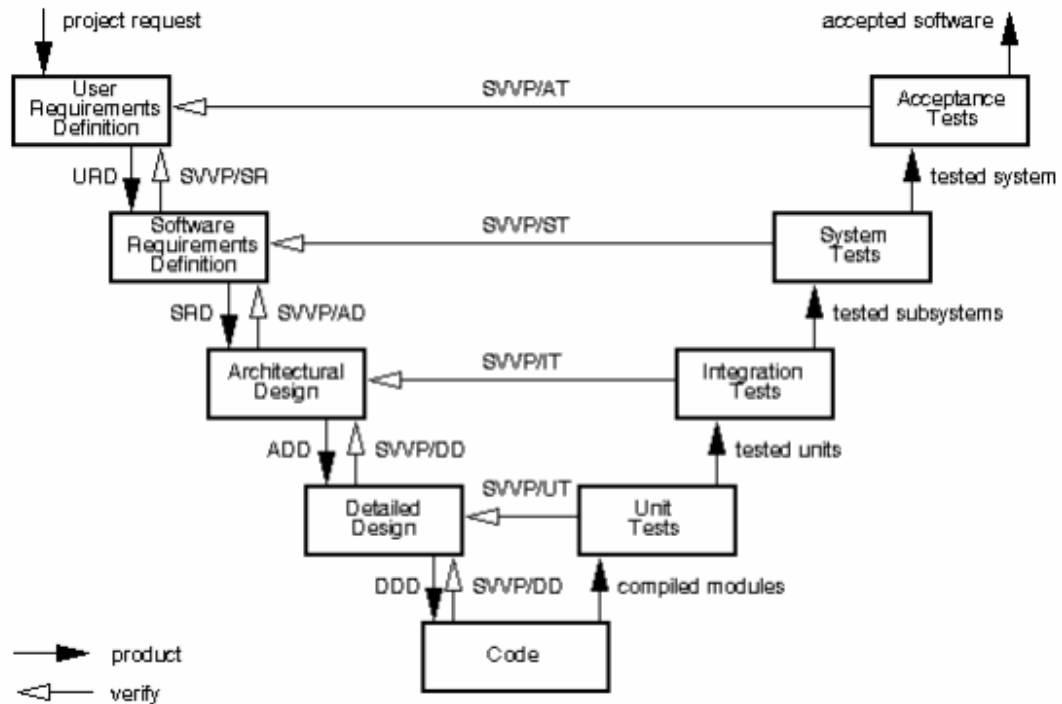 project request
accepted software
User
Requirements
Definition
SVVP/AT
Acceptance
Tests
URD
SVVP/SR
tested system
Software
Requirements
Definition
SVVP/ST
System
Tests
SRD
SVVP/AD
tested subsystems
Architectural
Design
SVVP/IT
Integration
Tests
ADD
SVVP/DD
tested units
Detailed
Design
SVVP/UT
Unit
Tests
DDD
SVVP/DD
compiled modules
Code
product
verify